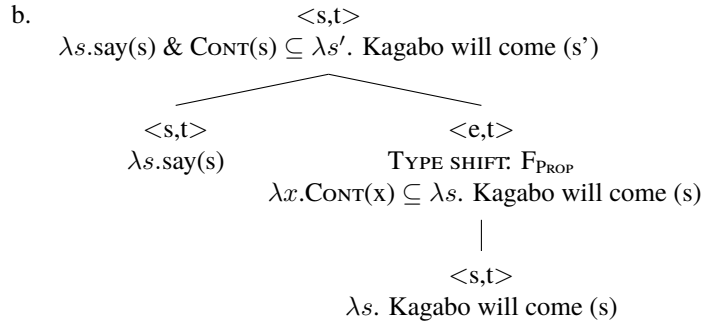 b. <s,t>
λs.say(s) & CONT(s) ⊆ λs′. Kagabo will come (s’)
<s,t> <e,t>
λs.say(s) TYPE SHIFT: F_PROP
λx.CONT(x) ⊆ λs. Kagabo will come (s)
<s,t>
λs. Kagabo will come (s)